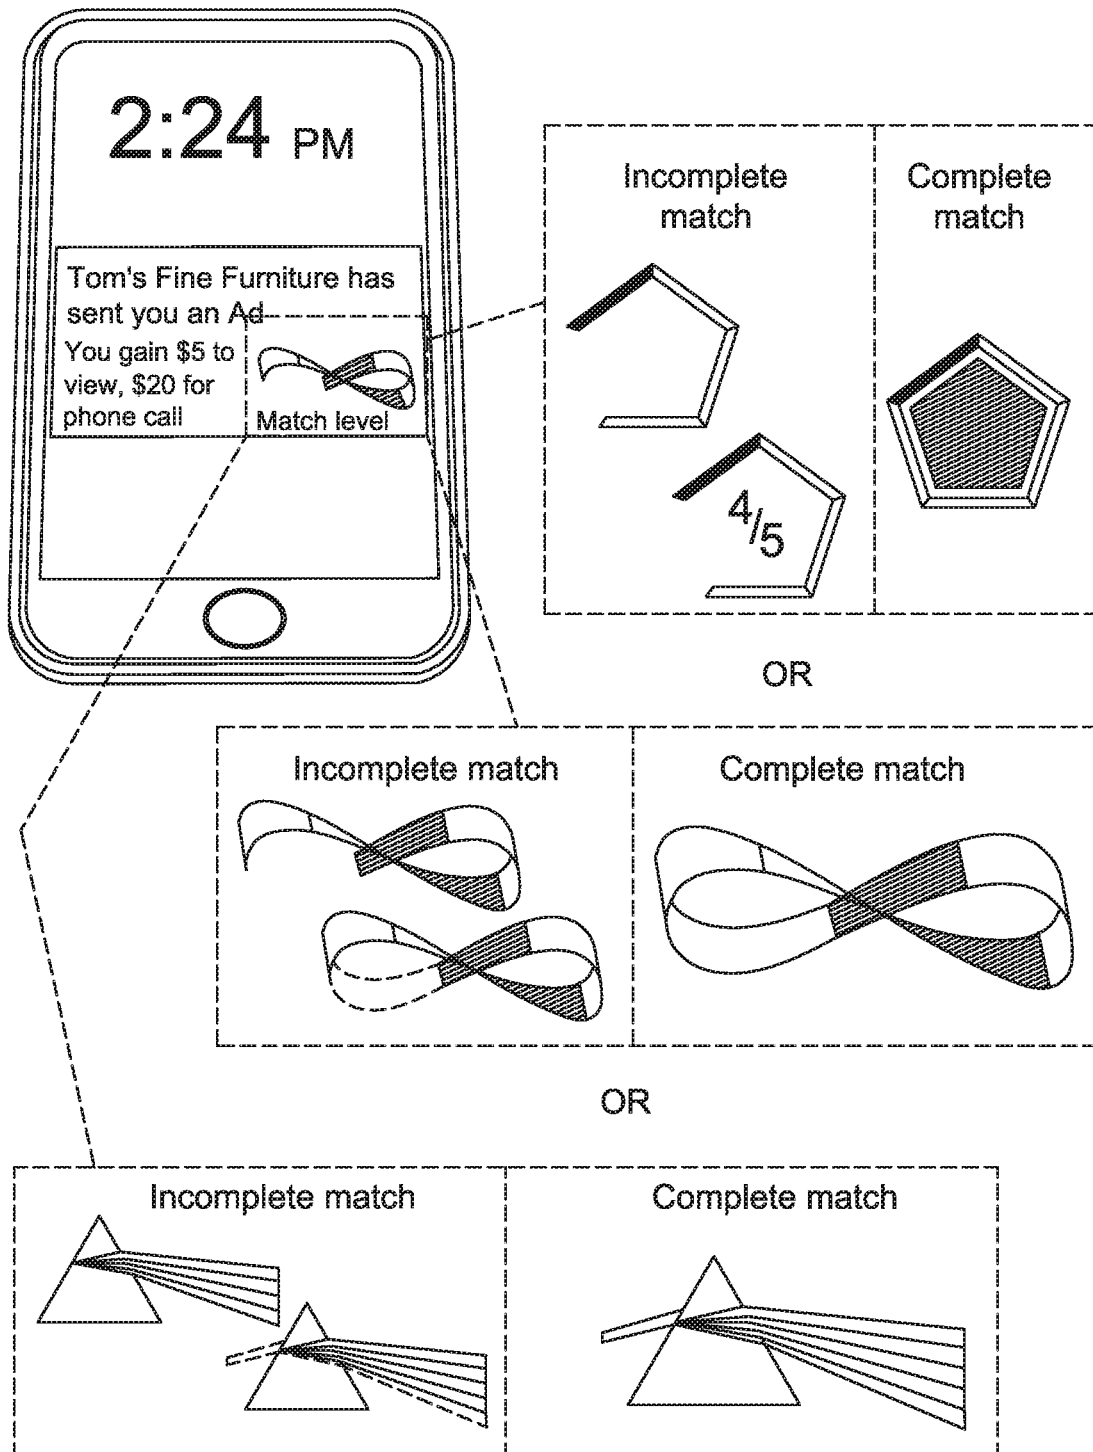 2:24 PM
Tom's Fine Furniture has
sent you an Ad
You gain $5 to
view, $20 for
phone call
Match level
Incomplete
match
4/5
Complete
match
OR
Incomplete match
Complete match
OR
Incomplete match
Complete match